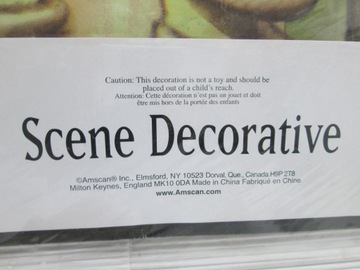 Caution: This decoration is not a toy and should be
placed out of a child's reach.
Attention: Cette décoration n'est pas un jouet et doit
être mis hors de la portée des enfants
Scene Decorative
©Amscan® Inc., Elmsford, NY 10523 Dorval, Que., Canada H9P 2T8
Milton Keynes, England MK10 0DA Made in China Fabriqué en Chine
www.Amscan.com